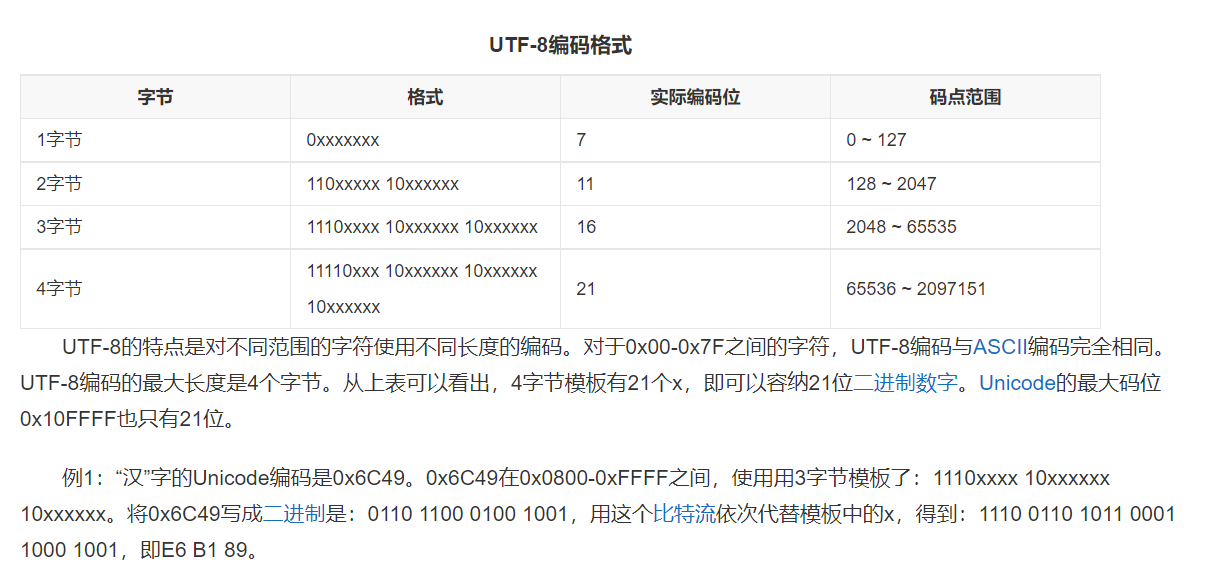 UTF-8编码格式
字节 格式 实际编码位 码点范围
1字节 0xxxxxxx 7 0 ~ 127
2字节 110xxxxx 10xxxxxx 11 128 ~ 2047
3字节 1110xxxx 10xxxxxx 10xxxxxx 16 2048 ~ 65535
4字节 11110xxx 10xxxxxx 10xxxxxx
10xxxxxx 21 65536 ~ 2097151
UTF-8的特点是对不同范围的字符使用不同长度的编码。对于0x00-0x7F之间的字符，UTF-8编码与ASCII编码完全相同。
UTF-8编码的最大长度是4个字节。从上表可以看出，4字节模板有21个x，即可以容纳21位二进制数字。Unicode的最大码位
0x10FFFF也只有21位。
例1：“汉”字的Unicode编码是0x6C49。0x6C49在0x0800-0xFFFF之间，使用用3字节模板了：1110xxxx 10xxxxxx
10xxxxxx。将0x6C49写成二进制是：0110 1100 0100 1001，用这个比特流依次代替模板中的x，得到：1110 0110 1011 0001
1000 1001，即E6 B1 89。